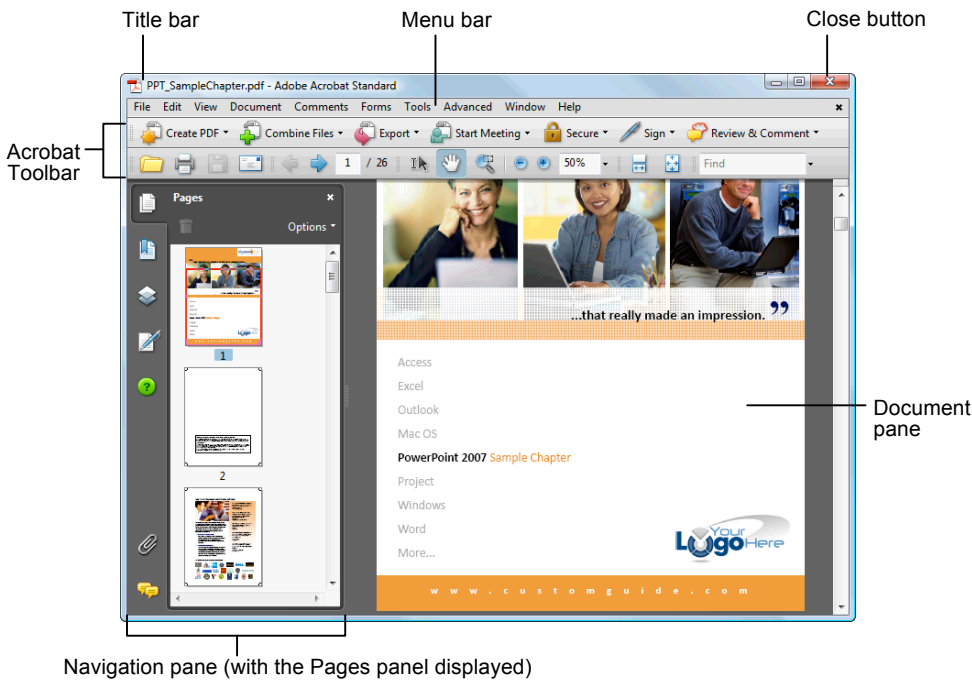 Title bar
Menu bar
Close button
PPT_SampleChapter.pdf - Adobe Acrobat Standard
File Edit View Document Comments Forms Tools Advanced Window Help
Acrobat
Toolbar
Create PDF Combine Files Export Start Meeting Secure Sign Review & Comment
1 / 26 50% Find
Pages
Options
1
2
...that really made an impression. ”
Access
Excel
Outlook
Mac OS
PowerPoint 2007 Sample Chapter
Project
Windows
Word
More...
Your
Logo Here
www.customguide.com
Document
pane
Navigation pane (with the Pages panel displayed)